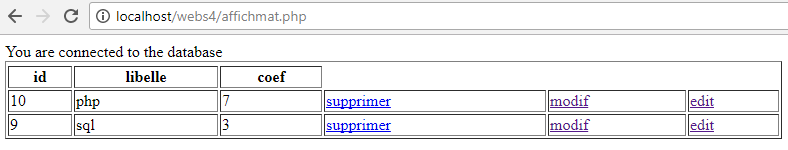 localhost/webs4/affichmat.php
You are connected to the database
id libelle coef
10 php 7 supprimer modif edit
9 sql 3 supprimer modif edit